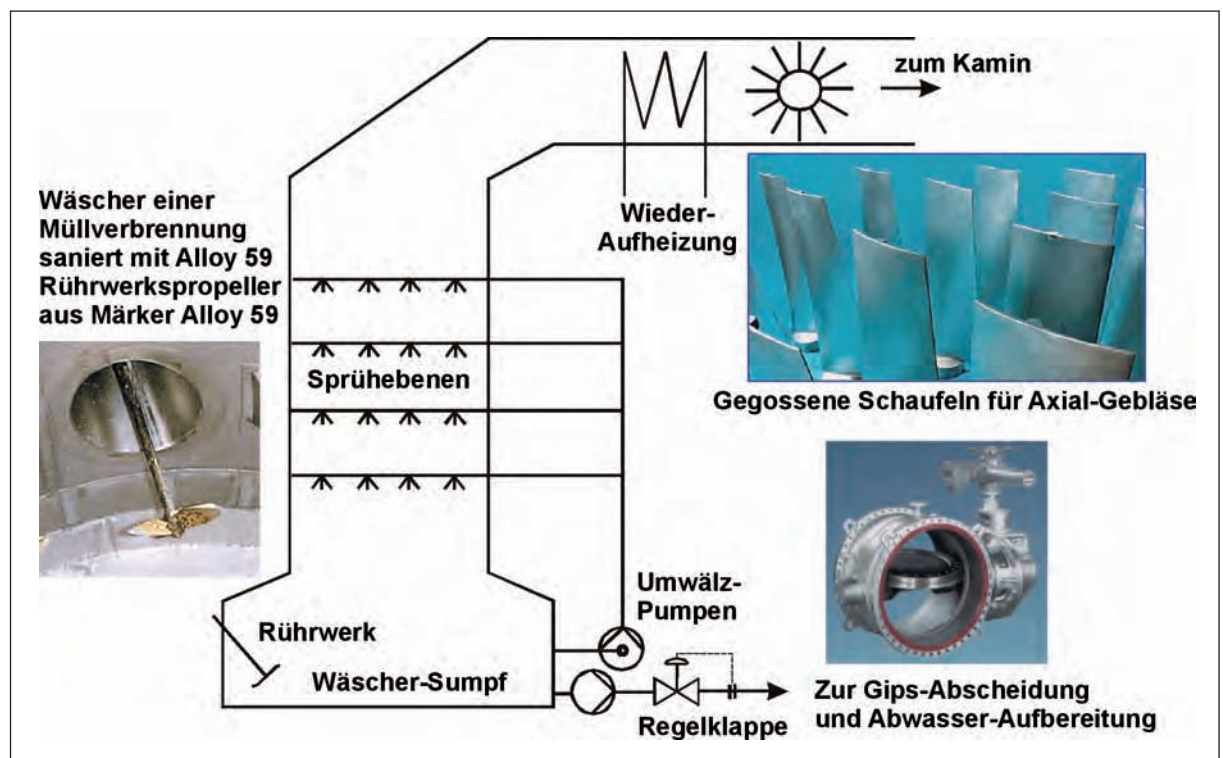 zum Kamin
Wäscher einer
Müllverbrennung
saniert mit Alloy 59
Rührwerkspropeller
aus Märker Alloy 59
Wieder-
Aufheizung
Sprühebenen
Gegossene Schaufeln für Axial-Gebläse
Umwälz-
Pumpen
Rührwerk
Wäscher-Sumpf
Regelklappe
Zur Gips-Abscheidung
und Abwasser-Aufbereitung